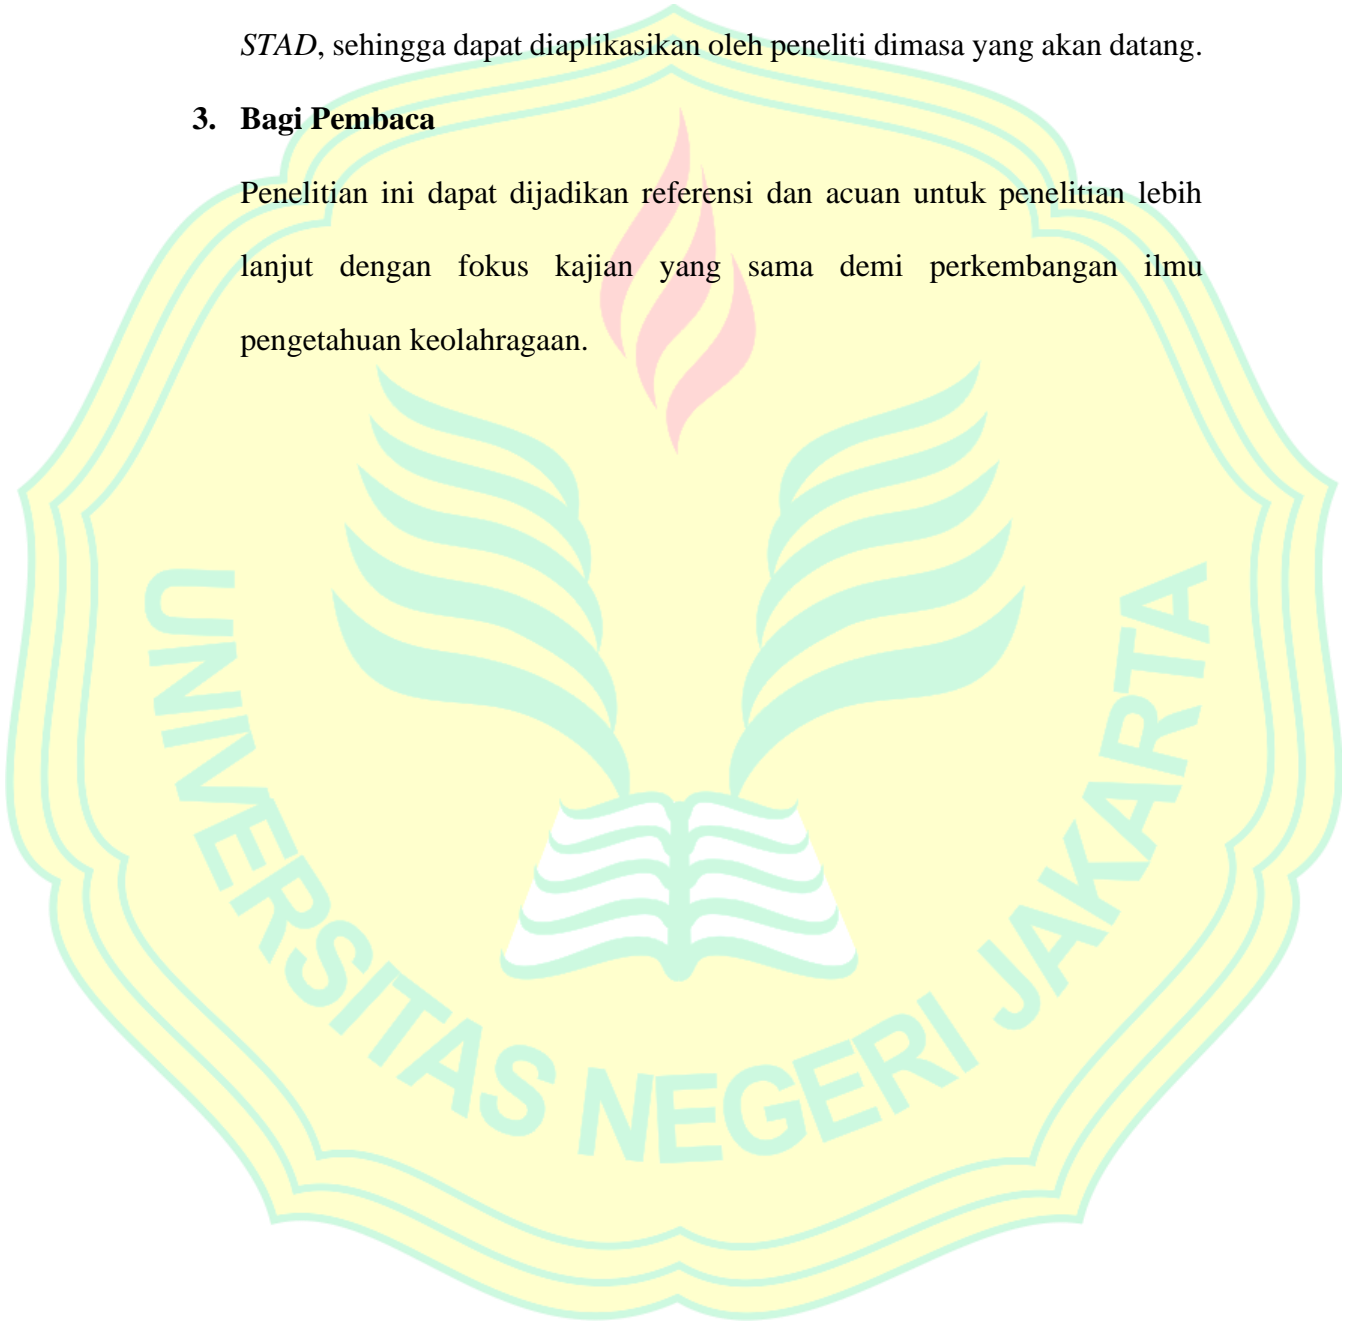 STAD, sehingga dapat diaplikasikan oleh peneliti dimasa yang akan datang.
3. Bagi Pembaca
Penelitian ini dapat dijadikan referensi dan acuan untuk penelitian lebih
lanjut dengan fokus kajian yang sama demi perkembangan ilmu
pengetahuan keolahragaan.
UNIVERSITAS NEGERI JAKARTA